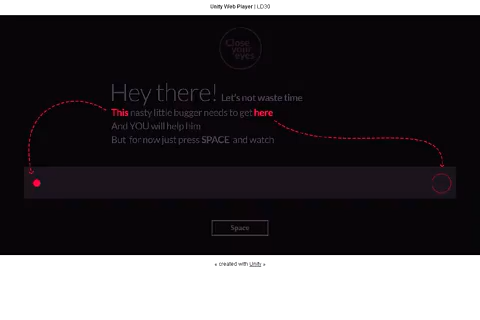 Unity Web Player | LD30
Close
your
eyes
Hey there! Let's not waste time
This nasty little bugger needs to get here
And YOU will help him
But for now just press SPACE and watch
Space
« created with Unity »